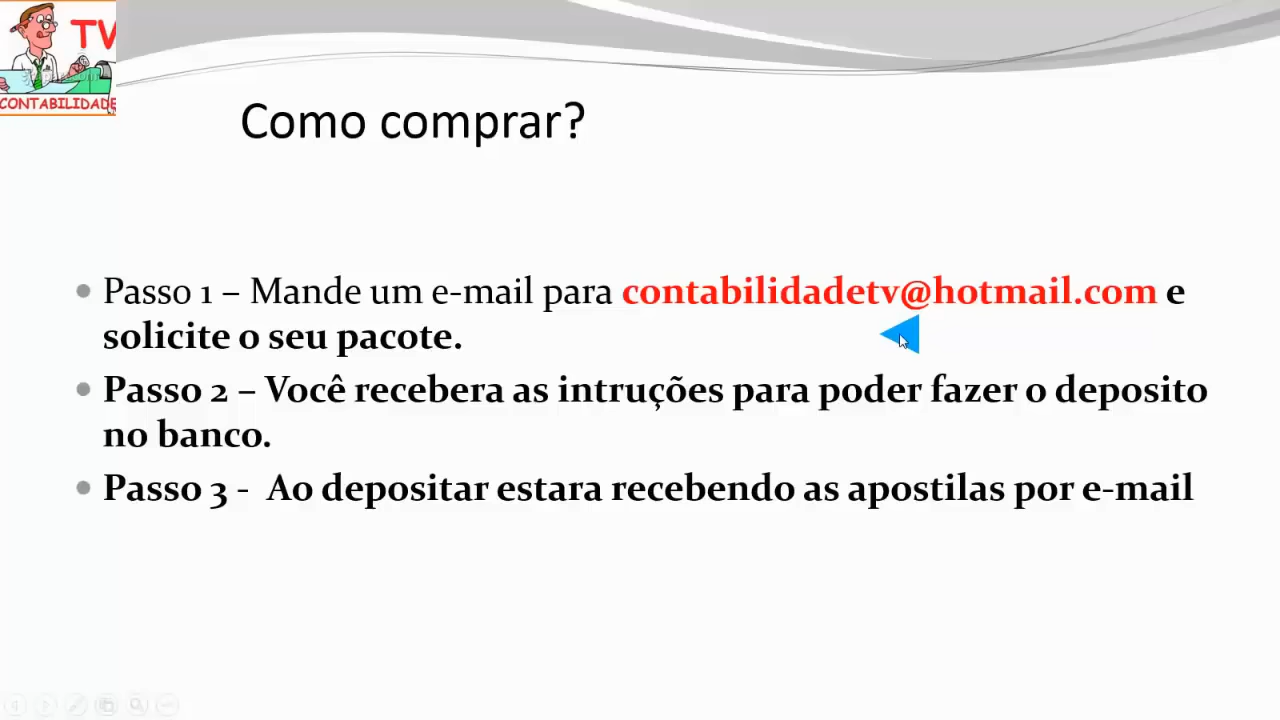 TV
CONTABILIDADE
Como comprar?
• Passo 1 – Mande um e-mail para contabilidadetv@hotmail.com e
solicite o seu pacote.
• Passo 2 – Você recebera as intruções para poder fazer o deposito
no banco.
• Passo 3 - Ao depositar estara recebendo as apostilas por e-mail